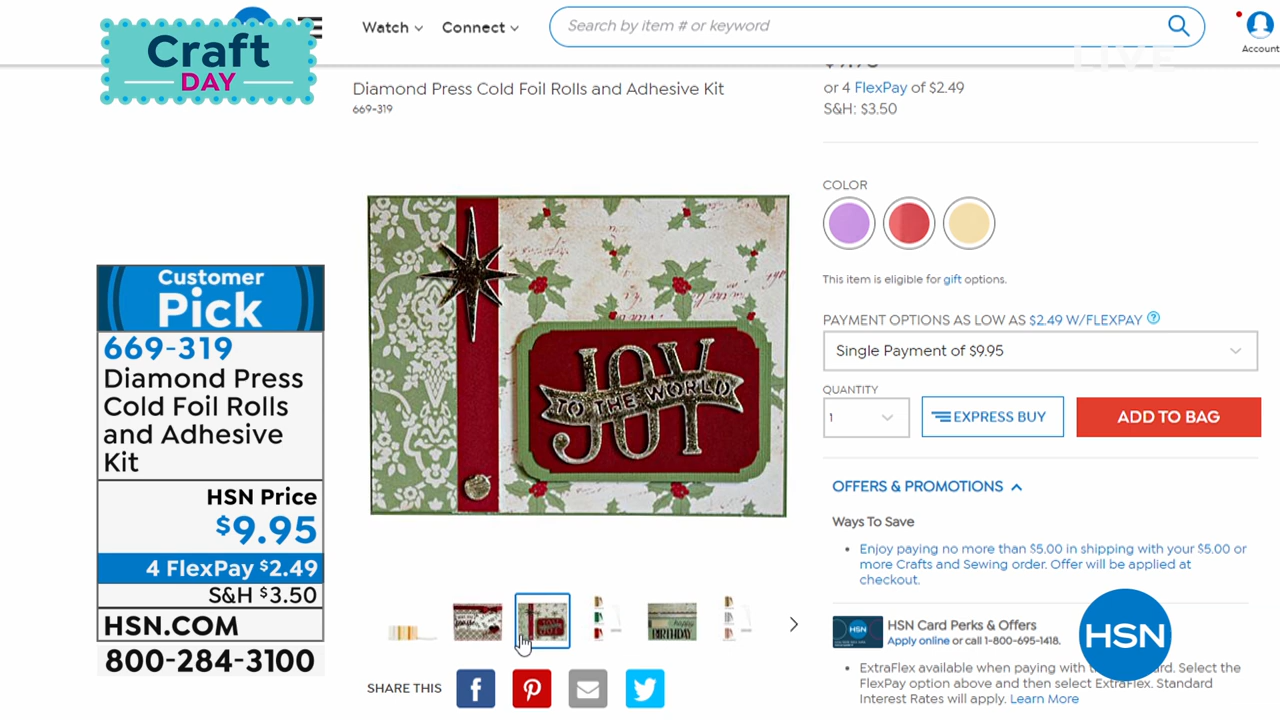 Craft
DAY
Watch
Connect
Search by item # or keyword
Account
LIVE
Diamond Press Cold Foil Rolls and Adhesive Kit
669-319
or 4 FlexPay of $2.49
S&H: $3.50
COLOR
This item is eligible for gift options.
PAYMENT OPTIONS AS LOW AS $2.49 W/FLEXPAY ?
Single Payment of $9.95
QUANTITY
1
EXPRESS BUY
ADD TO BAG
OFFERS & PROMOTIONS
Ways To Save
• Enjoy paying no more than $5.00 in shipping with your $5.00 or
more Crafts and Sewing order. Offer will be applied at
checkout.
HSN
HSN Card Perks & Offers
Apply online or call 1-800-695-1418.
• ExtraFlex available when paying with
Select the
FlexPay option above and then select ExtraFlex. Standard
Interest Rates will apply. Learn More
HSN
Customer
Pick
669-319
Diamond Press
Cold Foil Rolls
and Adhesive
Kit
HSN Price
$9.95
4 FlexPay $2.49
S&H $3.50
HSN.COM
800-284-3100
JOY
TO THE WORLD
JOY
happy
BIRTHDAY
SHARE THIS